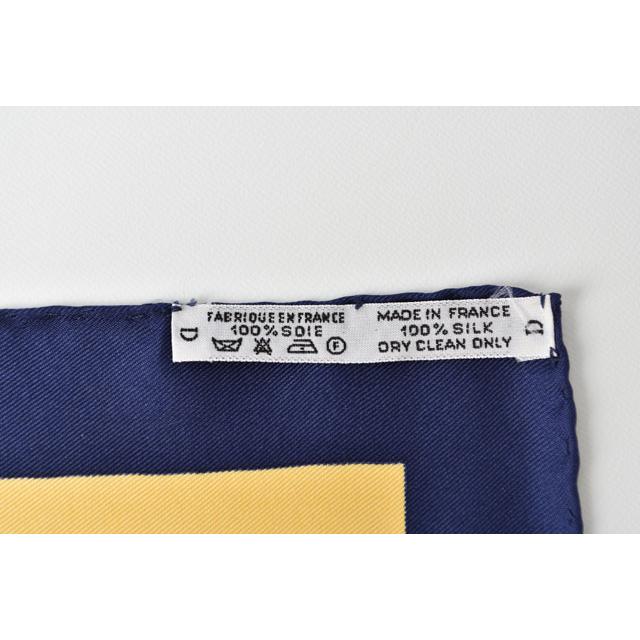 D
FABRIQUE EN FRANCE
100% SOIE
F
MADE IN FRANCE
100% SILK
DRY CLEAN ONLY
D